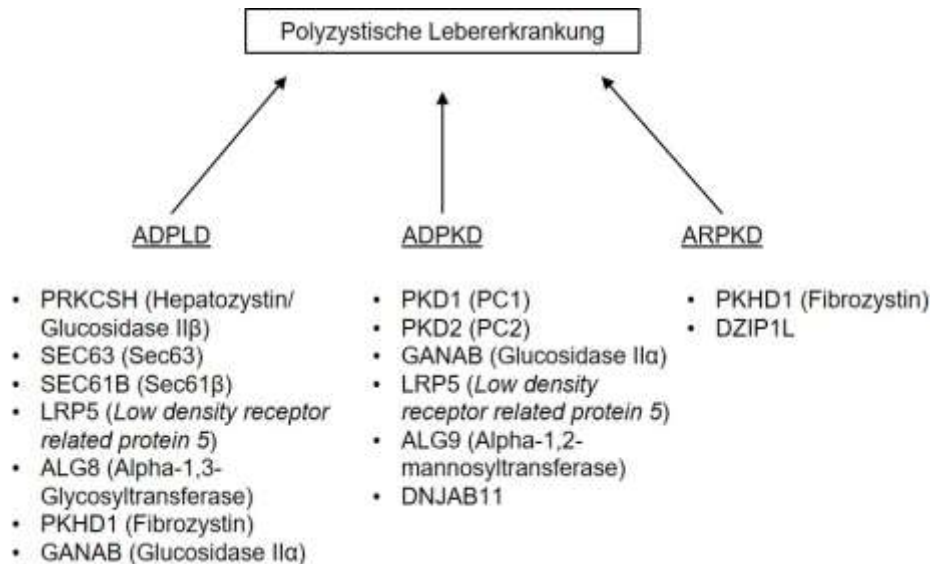 Polyzystische Lebererkrankung
ADPLD
• PRKCSH (Hepatozystin/
Glucosidase IIβ)
• SEC63 (Sec63)
• SEC61B (Sec61β)
• LRP5 (Low density receptor
related protein 5)
• ALG8 (Alpha-1,3-
Glycosyltransferase)
• PKHD1 (Fibrozystin)
• GANAB (Glucosidase IIα)
ADPKD
• PKD1 (PC1)
• PKD2 (PC2)
• GANAB (Glucosidase IIα)
• LRP5 (Low density
receptor related protein 5)
• ALG9 (Alpha-1,2-
mannosyltransferase)
• DNJAB11
ARPKD
• PKHD1 (Fibrozystin)
• DZIP1L